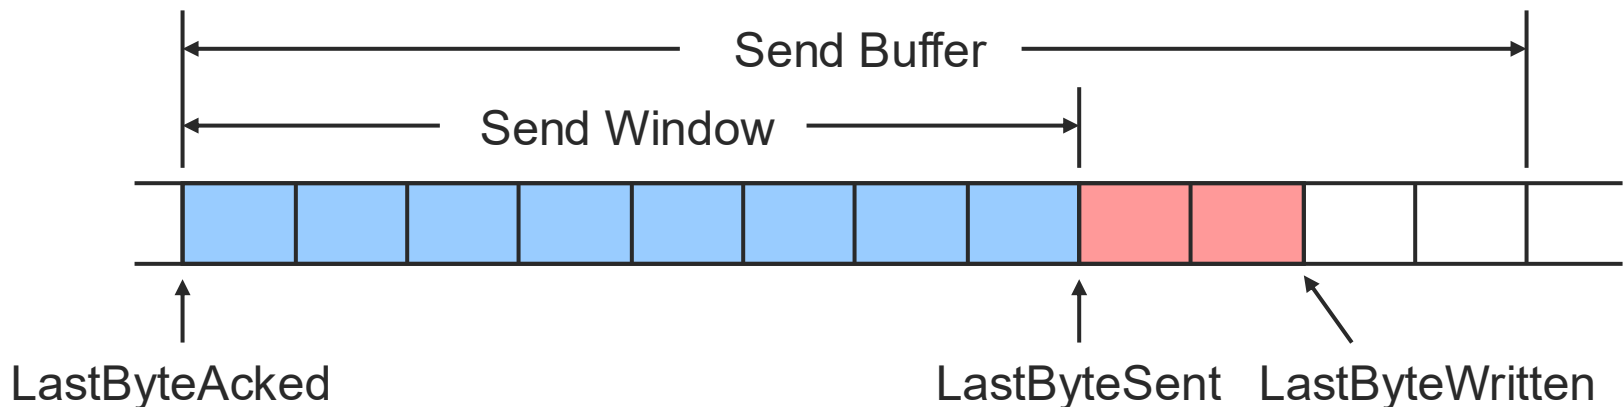 Send Buffer
Send Window
LastByteAcked
LastByteSent
LastByteWritten